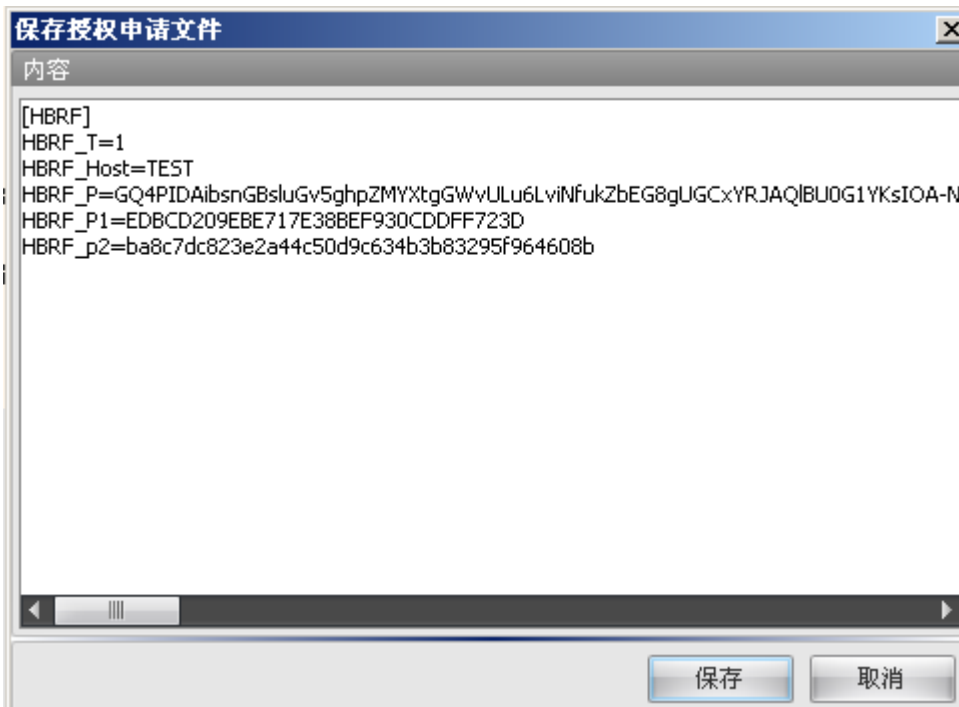 保存授权申请文件
内容
[HBRF]
HBRF_T=1
HBRF_Host=TEST
HBRF_P=GQ4PIDAibsnGBsluGv5ghpZMYXtgGWvULu6LviNfukZbEG8gUGCxYRJAQlBU0G1YKsIOA-N
HBRF_P1=EDBCD209EBE717E38BEF930CDDFF723D
HBRF_p2=ba8c7dc823e2a44c50d9c634b3b83295f964608b
保存 取消